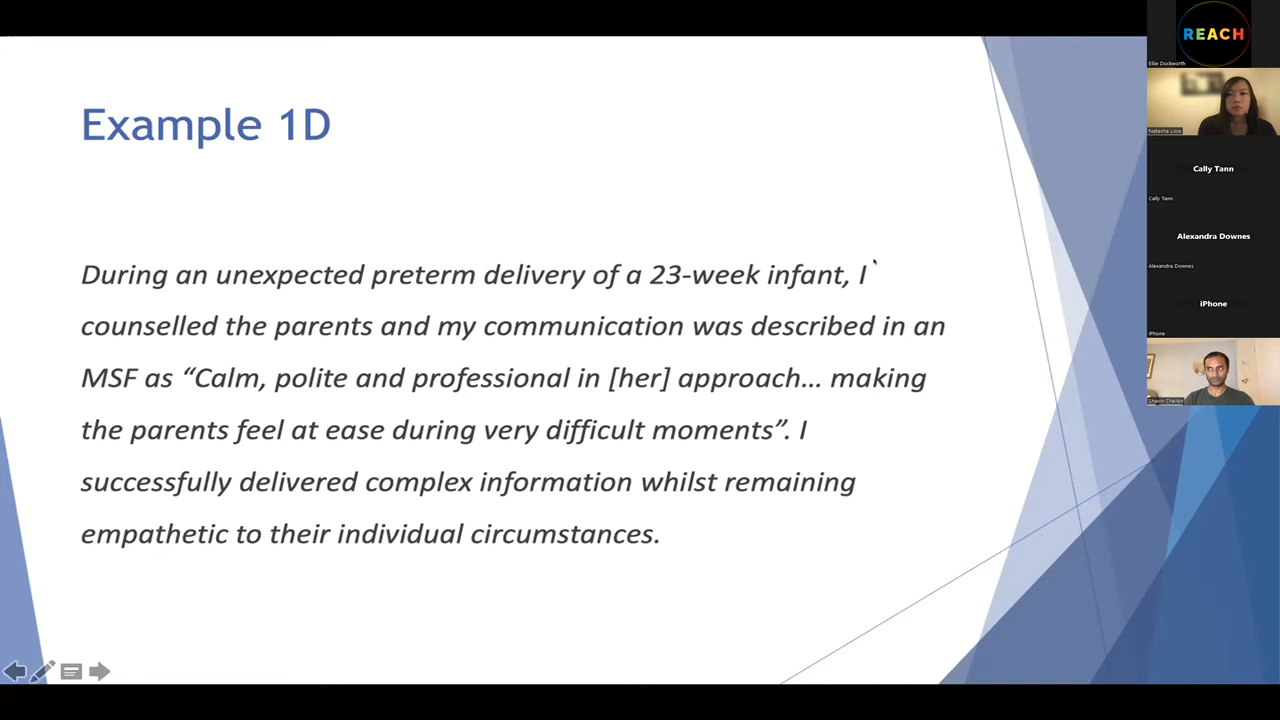 Example 1D
During an unexpected preterm delivery of a 23-week infant, I
counselled the parents and my communication was described in an
MSF as “Calm, polite and professional in [her] approach… making
the parents feel at ease during very difficult moments”. I
successfully delivered complex information whilst remaining
empathetic to their individual circumstances.
REACH
Ellie Duckworth
Natasha Liow
Cally Tann
Cally Tann
Alexandra Downes
Alexandra Downes
iPhone
iPhone
Shavin Chellen